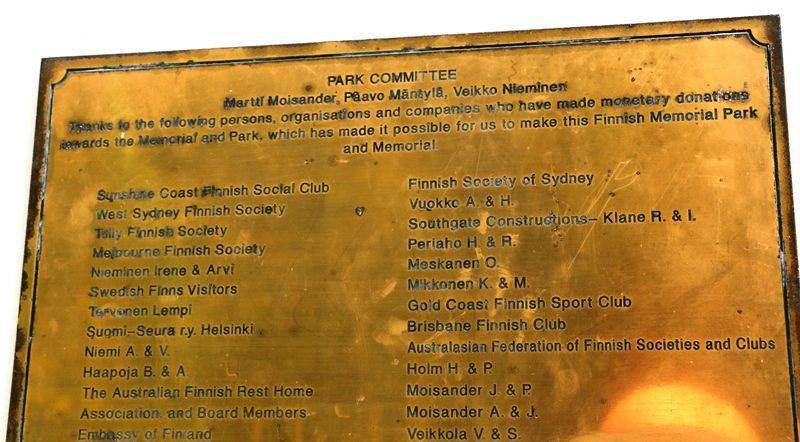 PARK COMMITTEE
Martti Moisander, Paavo Mäntylä, Veikko Nieminen
Thanks to the following persons, organisations and companies who have made monetary donations
towards the Memorial and Park, which has made it possible for us to make this Finnish Memorial Park
and Memorial.
Sunshine Coast Finnish Social Club
West Sydney Finnish Society
Tully Finnish Society
Melbourne Finnish Society
Nieminen Irene & Arvi
Swedish Finns Visitors
Tervonen Lempi
Suomi-Seura r.y. Helsinki
Niemi A. & V.
Haapoja B. & A
The Australian Finnish Rest Home
Association and Board Members
Embassy of Finland
Finnish Society of Sydney
Vuokko A. & H.
Southgate Constructions– Klane R. & I.
Periaho H. & R.
Meskanen O.
Mikkonen K. & M.
Gold Coast Finnish Sport Club
Brisbane Finnish Club
Australasian Federation of Finnish Societies and Clubs
Holm H. & P.
Moisander J. & P.
Moisander A. & J.
Veikkola V. & S.